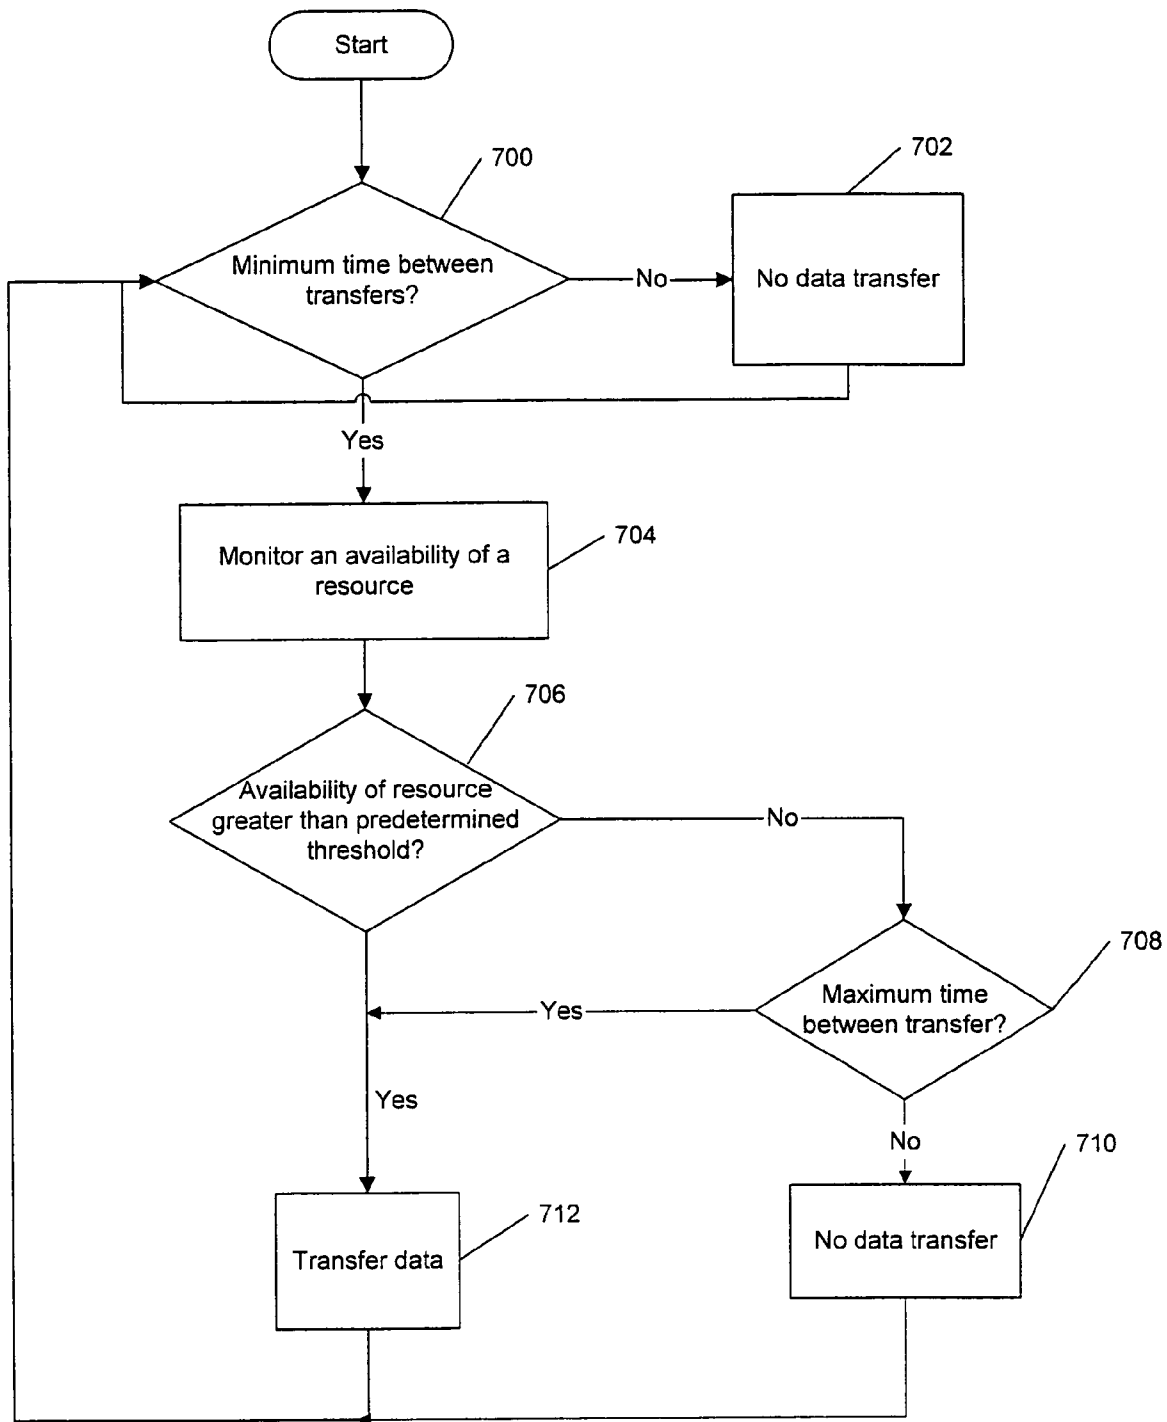 Start
700
702
Minimum time between
transfers?
No
No data transfer
Yes
Monitor an availability of a
resource
704
706
Availability of resource
greater than predetermined
threshold?
No
708
Maximum time
between transfer?
Yes
Yes
No
710
712
No data transfer
Transfer data